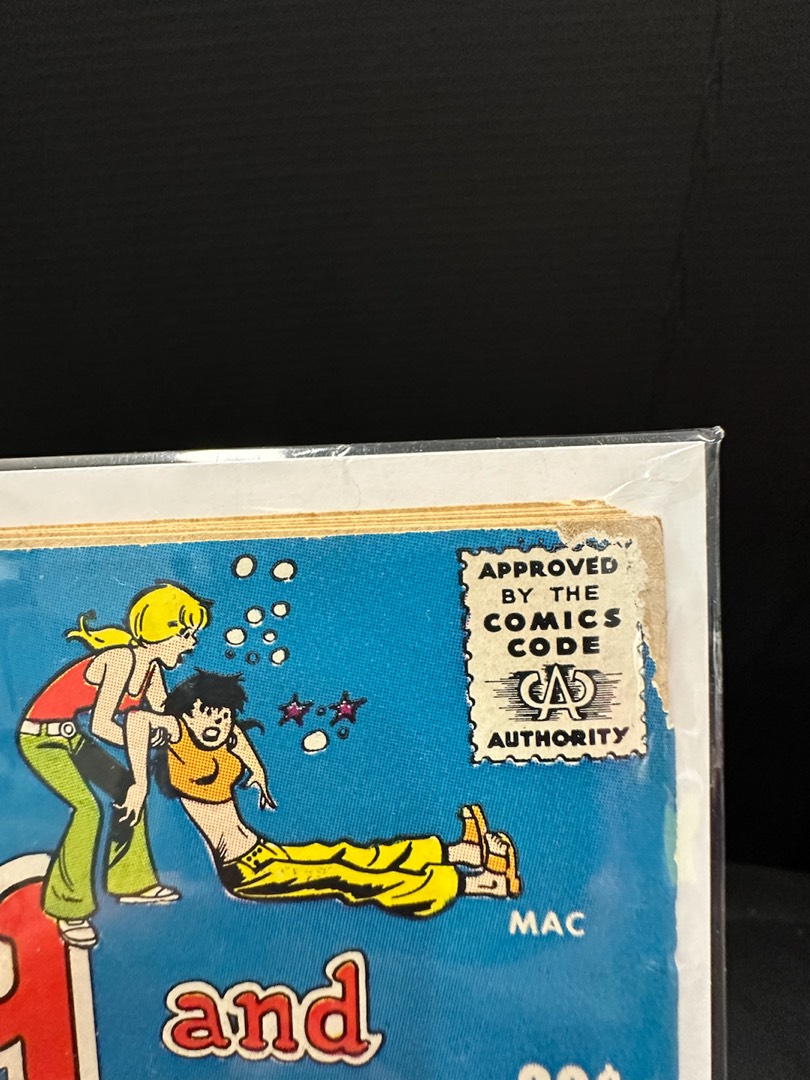 APPROVED
BY THE
COMICS
CODE
CA
AUTHORITY
MAC
and